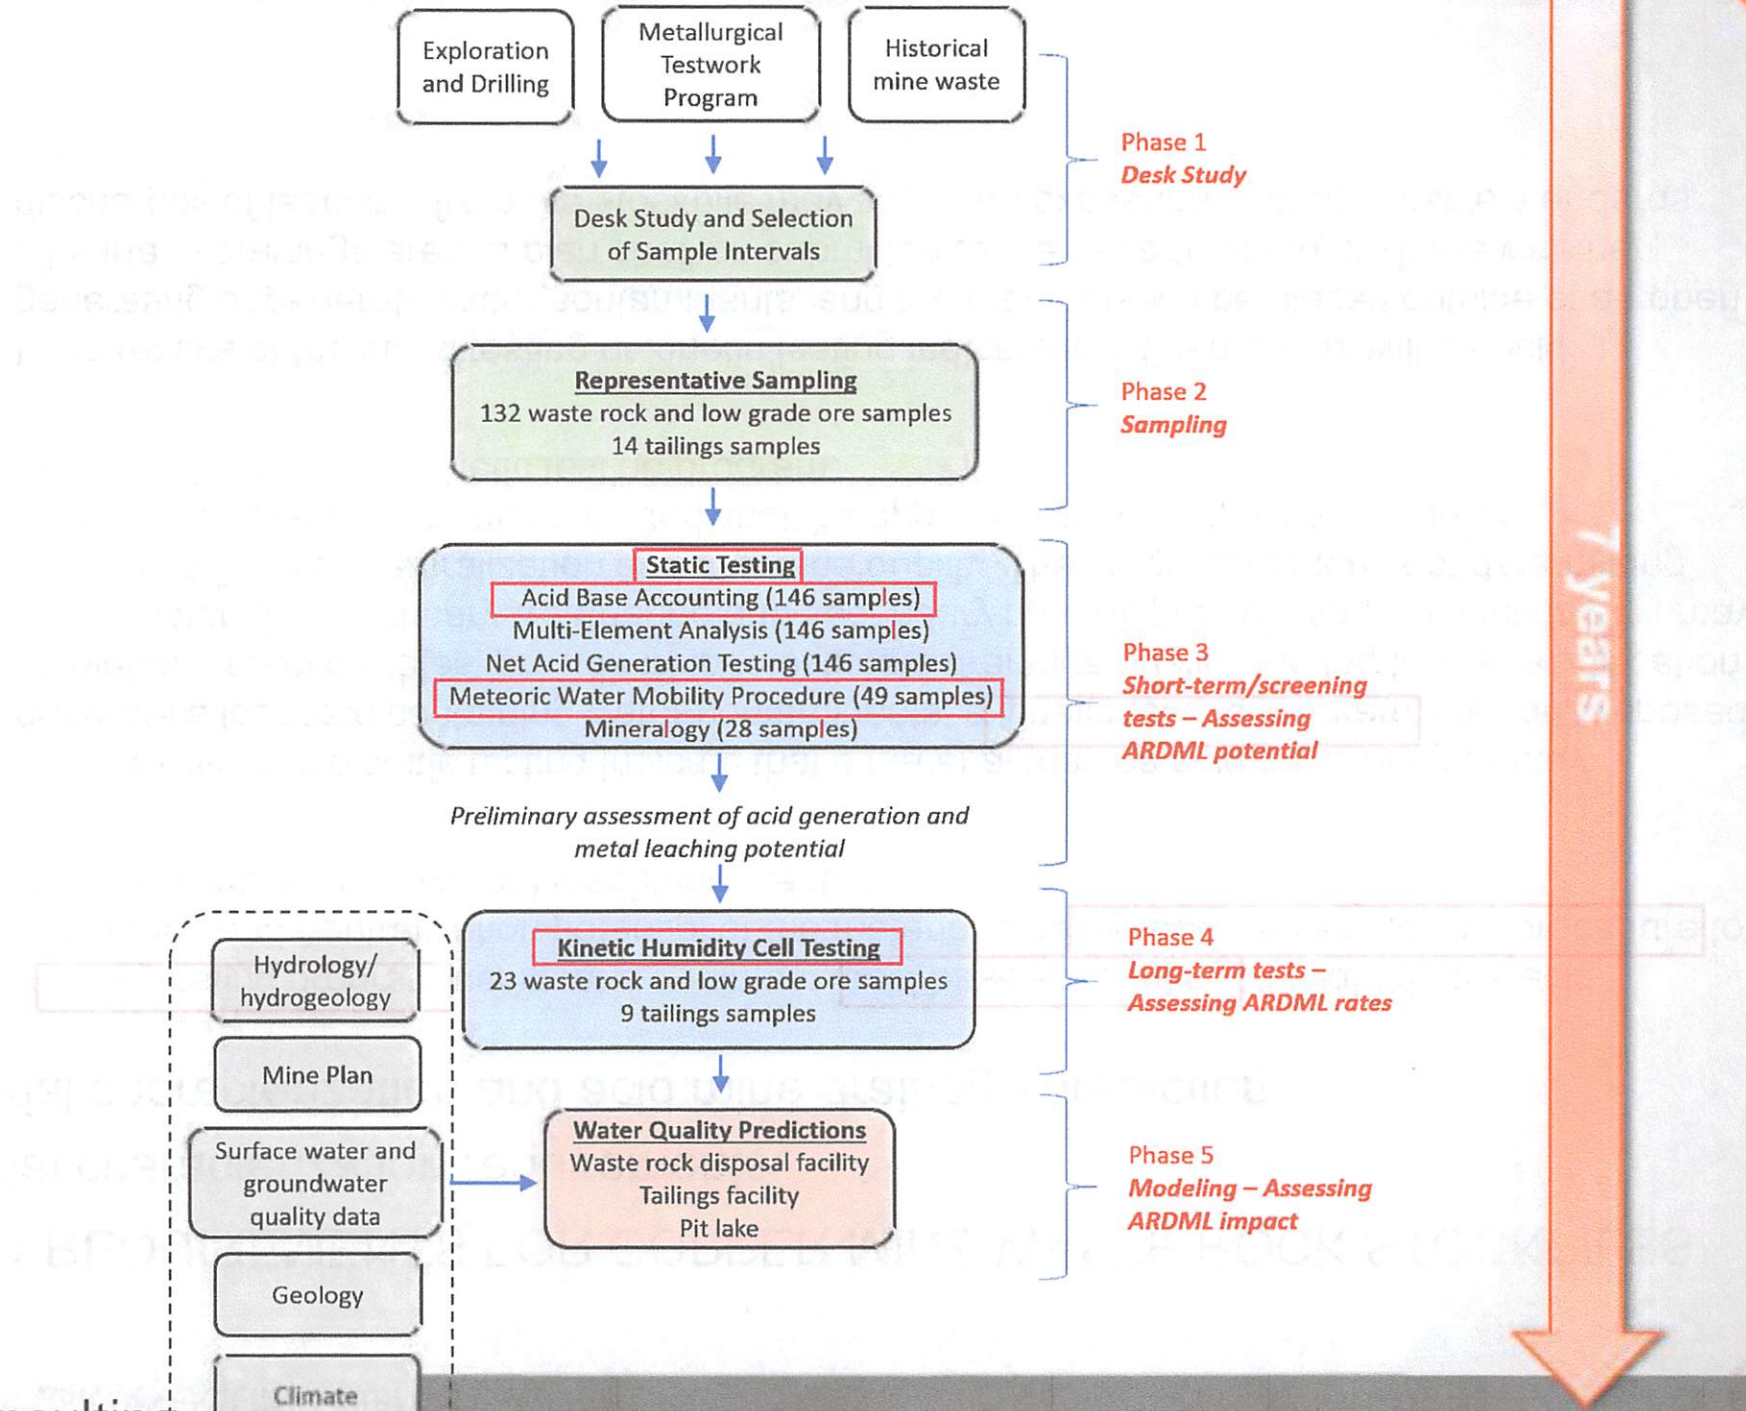 Exploration
and Drilling
Metallurgical
Testwork
Program
Historical
mine waste
Phase 1
Desk Study
Desk Study and Selection
of Sample Intervals
Representative Sampling
132 waste rock and low grade ore samples
14 tailings samples
Phase 2
Sampling
Static Testing
Acid Base Accounting (146 samples)
Multi-Element Analysis (146 samples)
Net Acid Generation Testing (146 samples)
Meteoric Water Mobility Procedure (49 samples)
Mineralogy (28 samples)
Phase 3
Short-term/screening
tests – Assessing
ARDML potential
7 years
Preliminary assessment of acid generation and
metal leaching potential
Kinetic Humidity Cell Testing
23 waste rock and low grade ore samples
9 tailings samples
Phase 4
Long-term tests –
Assessing ARDML rates
Hydrology/
hydrogeology
Mine Plan
Surface water and
groundwater
quality data
Geology
Climate
Water Quality Predictions
Waste rock disposal facility
Tailings facility
Pit lake
Phase 5
Modeling – Assessing
ARDML impact